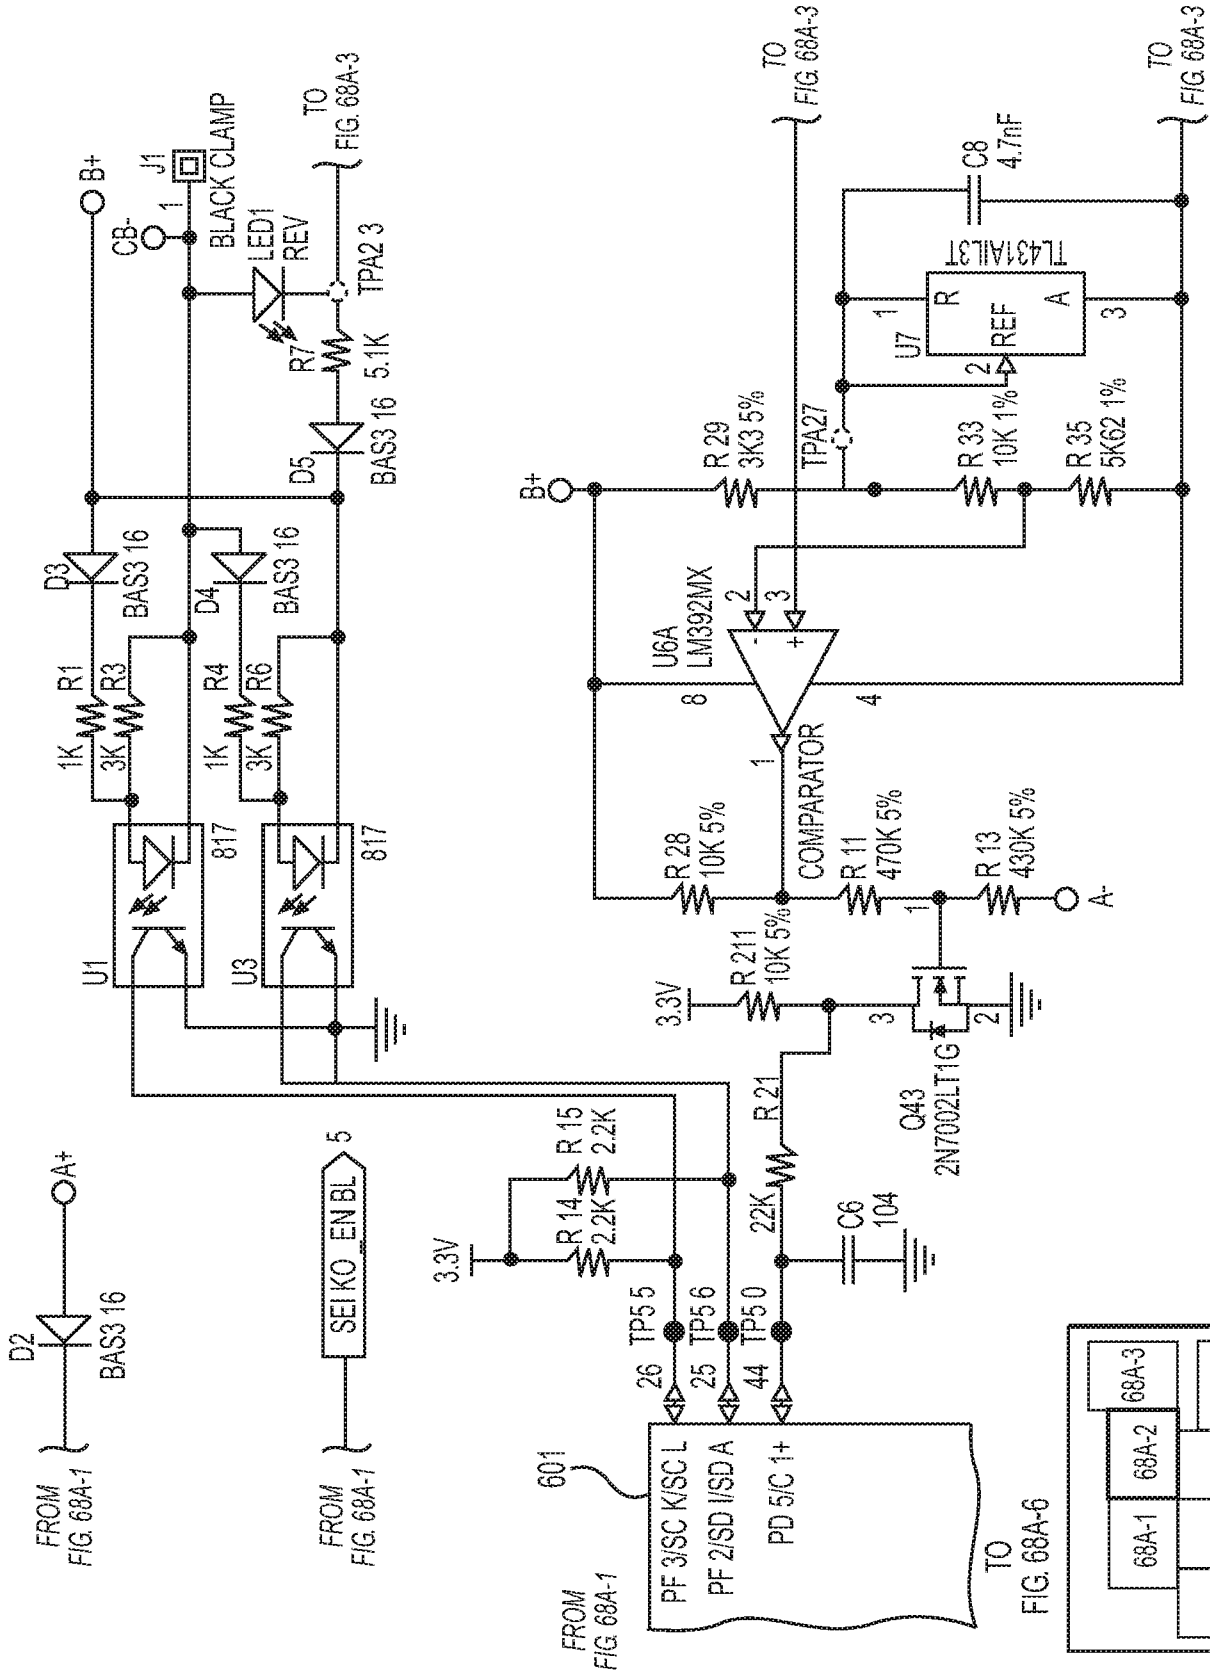 FROM
FIG. 68A-1
D2
BAS3 16
A+
FROM
FIG. 68A-1
SEIKO_EN BL
5
U1
817
1K
R1
3K
R3
D3
BAS3 16
B+
CB-
1
J1
BLACK CLAMP
U3
817
1K
R4
3K
R6
D4
BAS3 16
LED1
REV
D5
BAS3 16
R7
5.1K
TPA2 3
TO
FIG. 68A-3
3.3V
R 14
2.2K
R 15
2.2K
FROM
FIG. 68A-1
601
PF 3/SC K/SC L
PF 2/SD I/SD A
PD 5/C 1+
26
25
44
TP5 5
TP5 6
TP5 0
C6
104
22K
R 21
3.3V
R 211
10K 5%
Q43
2N7002LT1G
3
2
1
R 28
10K 5%
COMPARATOR
R 11
470K 5%
R 13
430K 5%
A-
U6A
LM392MX
8
1
4
2
3
-
+
B+
R 29
3K3 5%
TPA27
R 33
10K 1%
R 35
5K62 1%
U7
1
2
3
R
REF
A
TL431AIL3T
C8
4.7nF
TO
FIG. 68A-3
TO
FIG. 68A-3
TO
FIG. 68A-6
68A-1
68A-2
68A-3